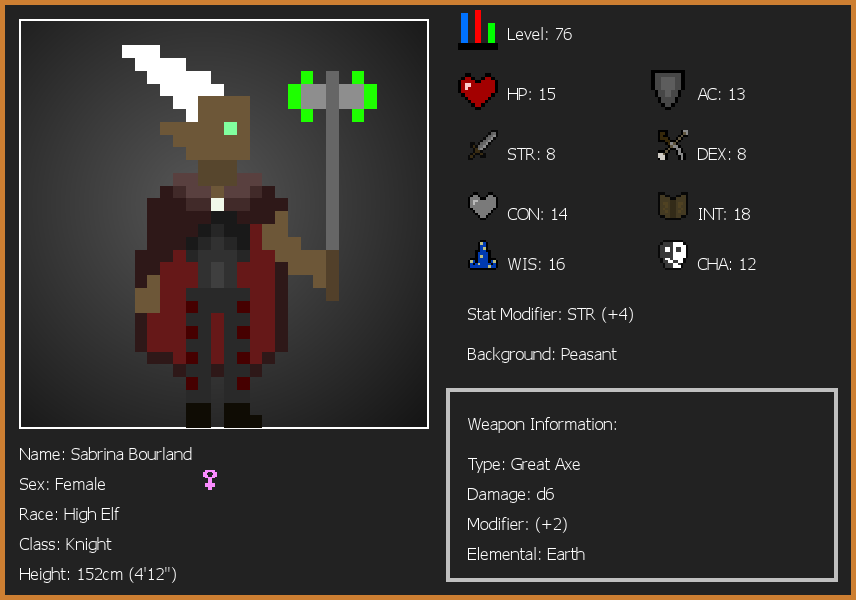 Level: 76
HP: 15
AC: 13
STR: 8
DEX: 8
CON: 14
INT: 18
WIS: 16
CHA: 12
Stat Modifier: STR (+4)
Background: Peasant
Weapon Information:
Type: Great Axe
Damage: d6
Modifier: (+2)
Elemental: Earth
Name: Sabrina Bourland
Sex: Female
Race: High Elf
Class: Knight
Height: 152cm (4'12")